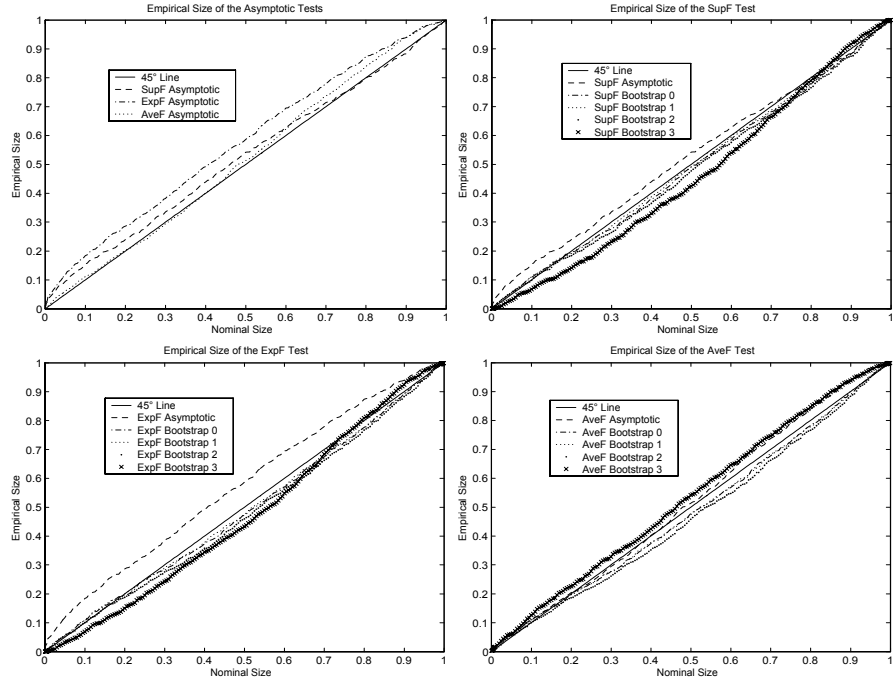 Empirical Size of the Asymptotic Tests
1
0.9
0.8
0.7
0.6
0.5
0.4
0.3
0.2
0.1
0
Empirical Size
45° Line
SupF Asymptotic
ExpF Asymptotic
AveF Asymptotic
0 0.1 0.2 0.3 0.4 0.5 0.6 0.7 0.8 0.9 1
Nominal Size
Empirical Size of the SupF Test
1
0.9
0.8
0.7
0.6
0.5
0.4
0.3
0.2
0.1
0
Empirical Size
45° Line
SupF Asymptotic
SupF Bootstrap 0
SupF Bootstrap 1
SupF Bootstrap 2
SupF Bootstrap 3
0 0.1 0.2 0.3 0.4 0.5 0.6 0.7 0.8 0.9 1
Nominal Size
Empirical Size of the ExpF Test
1
0.9
0.8
0.7
0.6
0.5
0.4
0.3
0.2
0.1
0
Empirical Size
45° Line
ExpF Asymptotic
ExpF Bootstrap 0
ExpF Bootstrap 1
ExpF Bootstrap 2
ExpF Bootstrap 3
0 0.1 0.2 0.3 0.4 0.5 0.6 0.7 0.8 0.9 1
Nominal Size
Empirical Size of the AveF Test
1
0.9
0.8
0.7
0.6
0.5
0.4
0.3
0.2
0.1
0
Empirical Size
45° Line
AveF Asymptotic
AveF Bootstrap 0
AveF Bootstrap 1
AveF Bootstrap 2
AveF Bootstrap 3
0 0.1 0.2 0.3 0.4 0.5 0.6 0.7 0.8 0.9 1
Nominal Size